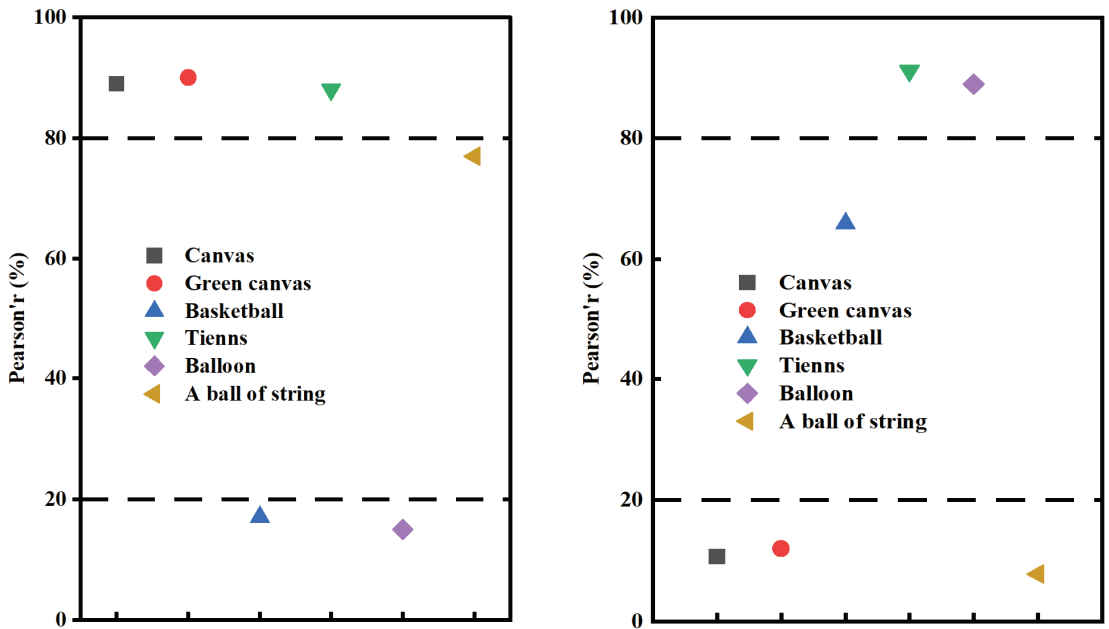 100
80
60
40
20
0
Pearson'r (%)
Canvas
Green canvas
Basketball
Tienns
Balloon
A ball of string
100
80
60
40
20
0
Pearson'r (%)
Canvas
Green canvas
Basketball
Tienns
Balloon
A ball of string